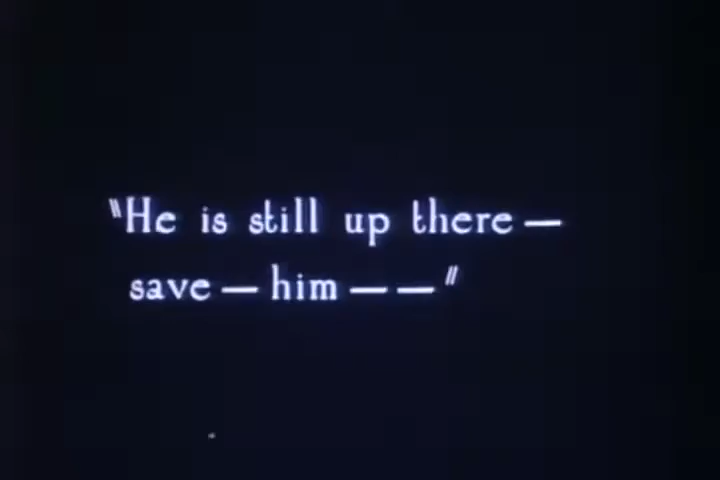 "He is still up there —
save — him — — "